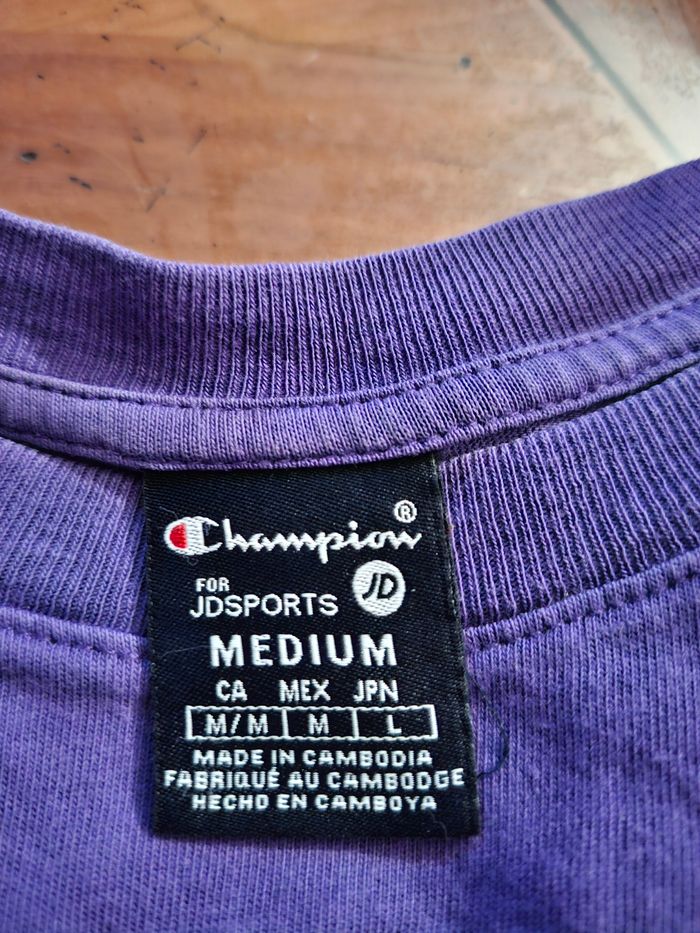 Champion®
FOR
JDSPORTS JD
MEDIUM
CA MEX JPN
M/M M L
MADE IN CAMBODIA
FABRIQUÉ AU CAMBODGE
HECHO EN CAMBOYA